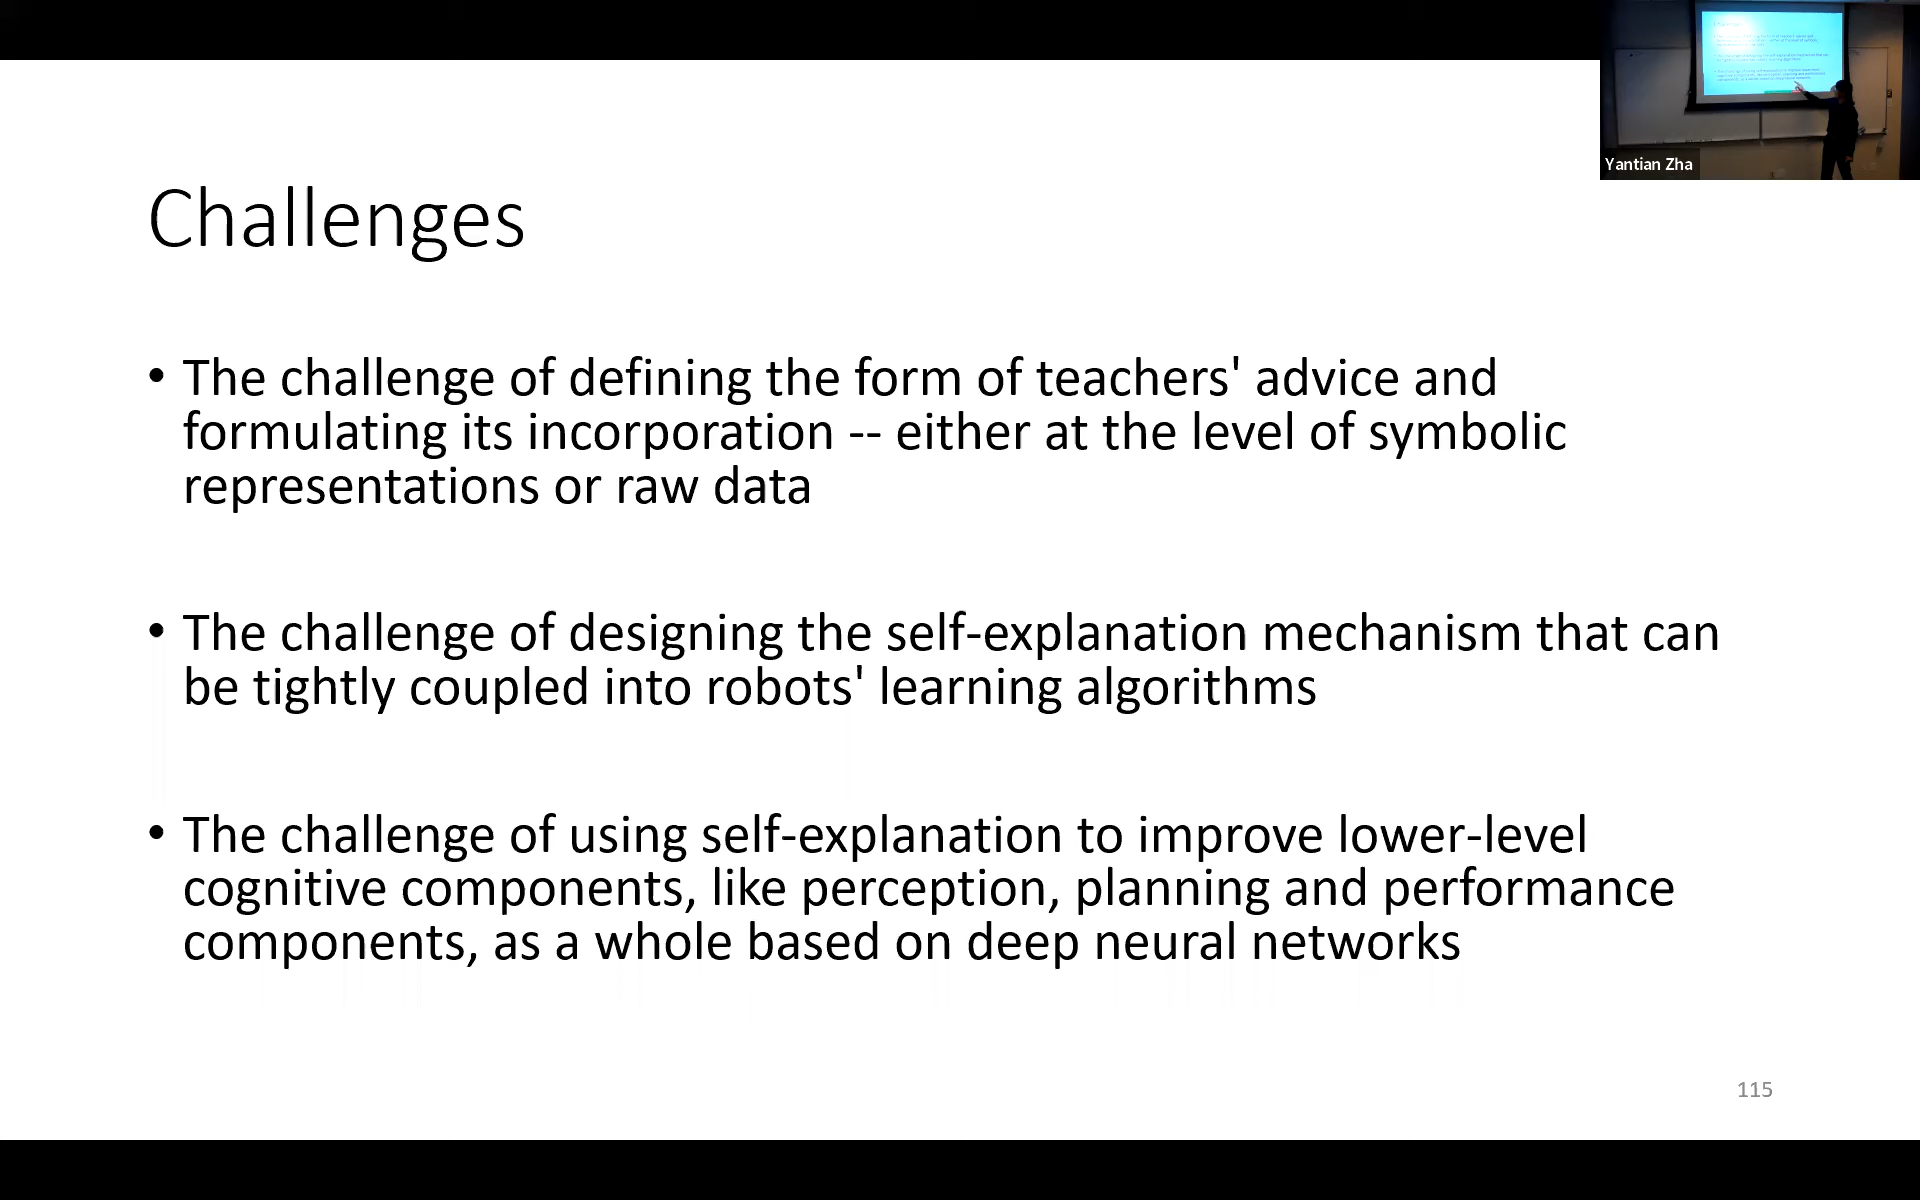 Yantian Zha
Challenges
• The challenge of defining the form of teachers' advice and
formulating its incorporation -- either at the level of symbolic
representations or raw data
• The challenge of designing the self-explanation mechanism that can
be tightly coupled into robots' learning algorithms
• The challenge of using self-explanation to improve lower-level
cognitive components, like perception, planning and performance
components, as a whole based on deep neural networks
115